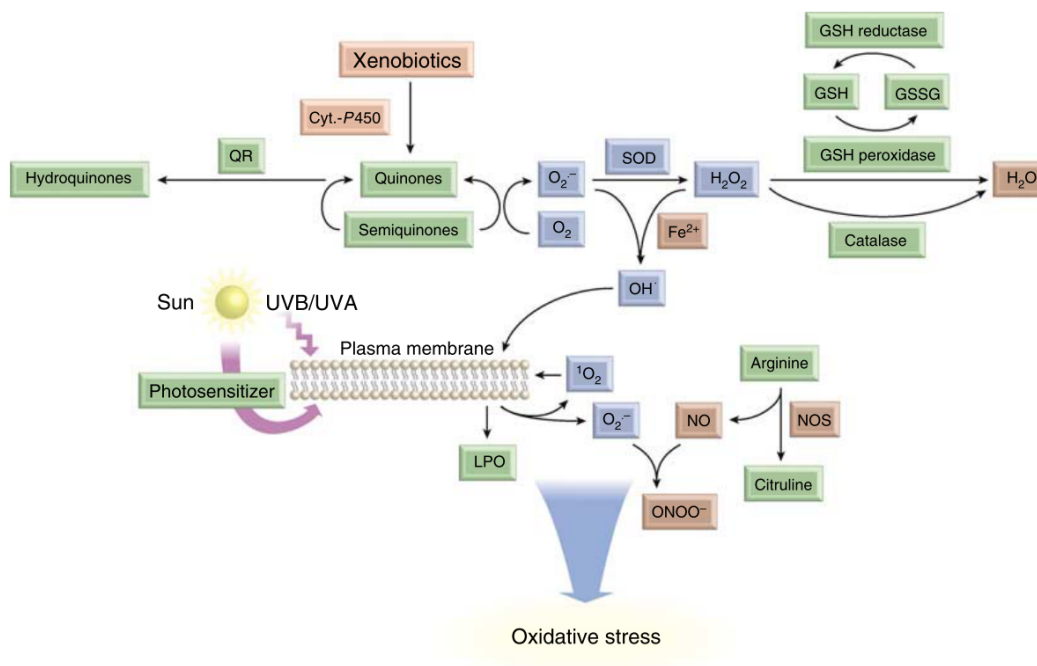 GSH reductase
Xenobiotics
GSH
GSSG
Cyt.-P450
GSH peroxidase
QR
SOD
Hydroquinones
Quinones
O₂·⁻
H₂O₂
H₂O
Semiquinones
O₂
Fe²⁺
Catalase
OH·
Sun
UVB/UVA
Plasma membrane
Photosensitizer
¹O₂
Arginine
O₂·⁻
NO
NOS
LPO
Citruline
ONOO⁻
Oxidative stress